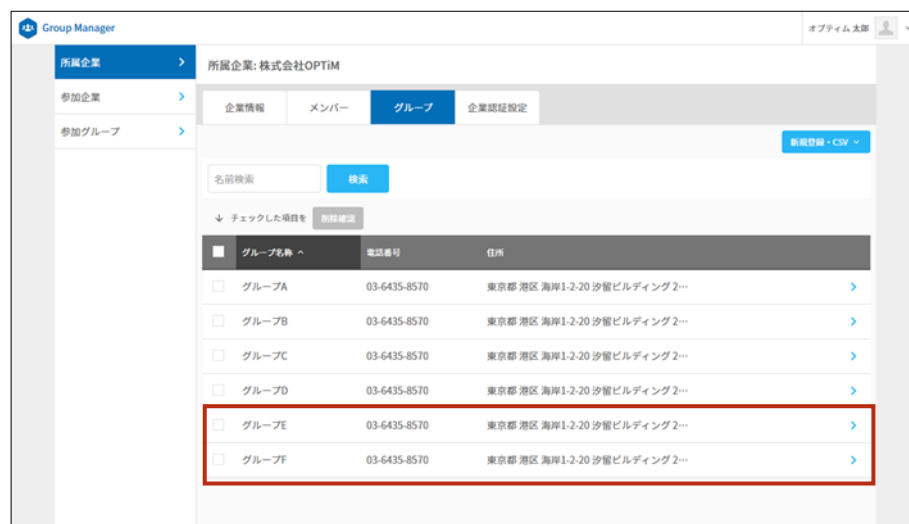 Group Manager
オプティム 太郎
所属企業
参加企業
参加グループ
所属企業: 株式会社OPTiM
企業情報 メンバー グループ 企業認証設定
新規登録・CSV
名前検索 検索
↓ チェックした項目を 削除確認
グループ名称 電話番号 住所
グループA 03-6435-8570 東京都 港区 海岸1-2-20 汐留ビルディング 2…
グループB 03-6435-8570 東京都 港区 海岸1-2-20 汐留ビルディング 2…
グループC 03-6435-8570 東京都 港区 海岸1-2-20 汐留ビルディング 2…
グループD 03-6435-8570 東京都 港区 海岸1-2-20 汐留ビルディング 2…
グループE 03-6435-8570 東京都 港区 海岸1-2-20 汐留ビルディング 2…
グループF 03-6435-8570 東京都 港区 海岸1-2-20 汐留ビルディング 2…